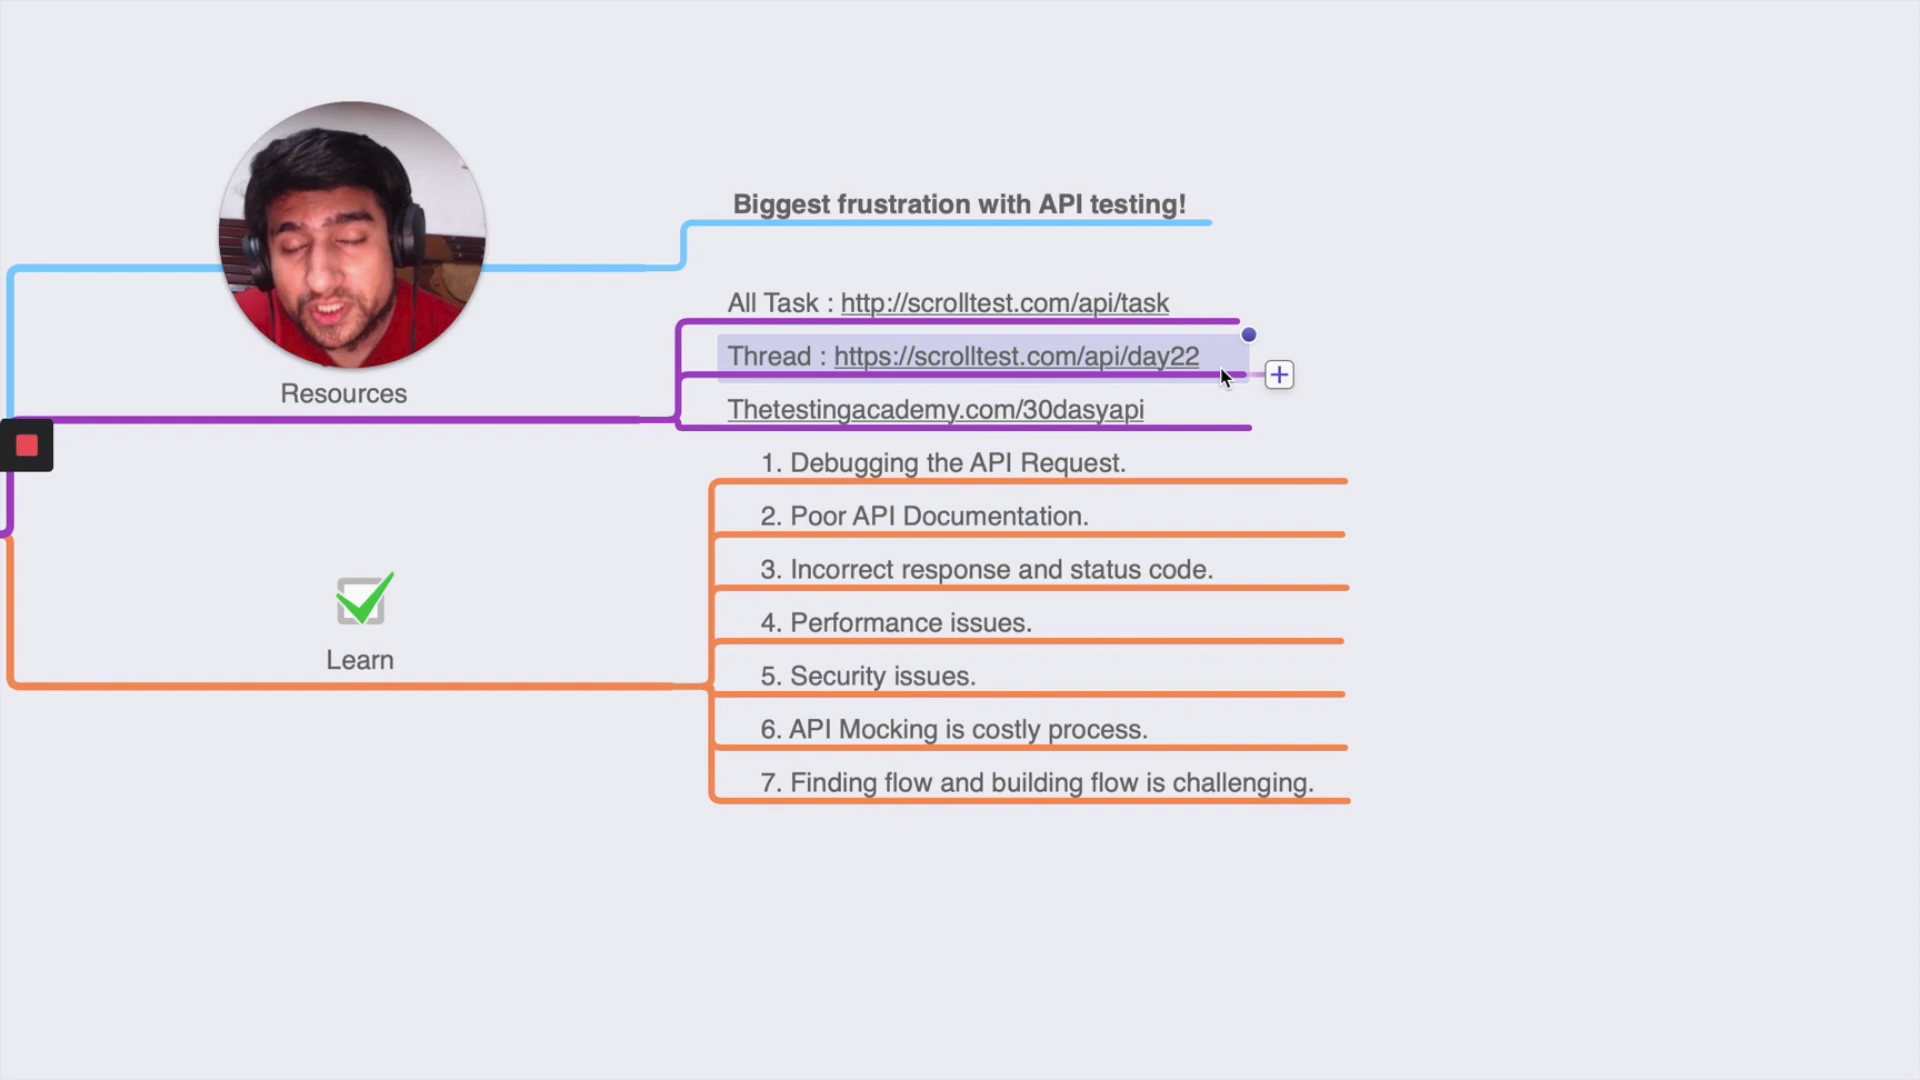 Biggest frustration with API testing!
All Task : http://scrolltest.com/api/task
Thread : https://scrolltest.com/api/day22
Resources
Thetestingacademy.com/30dasyapi
1. Debugging the API Request.
2. Poor API Documentation.
3. Incorrect response and status code.
4. Performance issues.
Learn
5. Security issues.
6. API Mocking is costly process.
7. Finding flow and building flow is challenging.